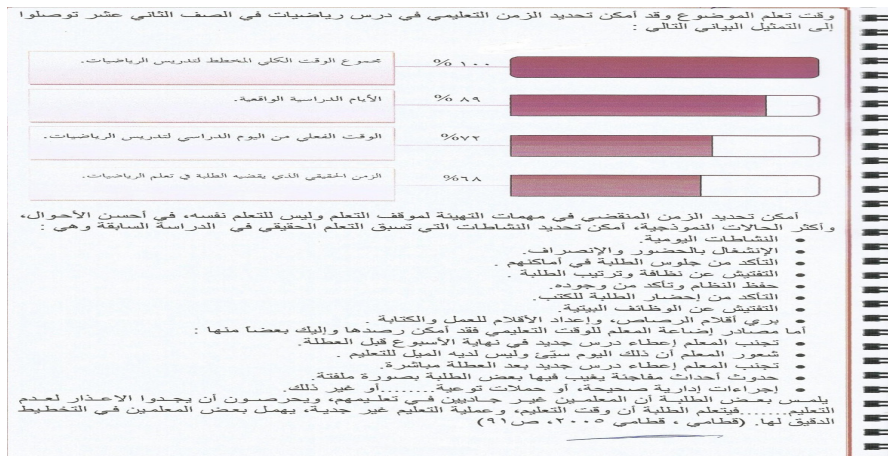 وقت تعلم الموضوع وقد أمكن تحديد الزمن التعليمي في درس رياضيات في الصف الثاني عشر توصلوا
إلى التمثيل البياني التالي :
مجموع الوقت الكلي المخطط لتدريس الرياضيات. %١٠٠
الأيام الدراسية الواقعية. %٨٩
الوقت الفعلي من اليوم الدراسي لتدريس الرياضيات. %٧٢
الزمن الحقيقي الذي يقضيه الطلبة في تعلم الرياضيات. %٦٨
أمكن تحديد الزمن المنقضي في مهمات التهيئة لموقف التعلم وليس للتعلم نفسه، في أحسن الأحوال،
وأكثر الحالات النموذجية، أمكن تحديد النشاطات التي تسبق التعلم الحقيقي في الدراسة السابقة وهي :
• النشاطات اليومية.
• الإنشغال بالحضور والإنصراف.
• التأكد من جلوس الطلبة في أماكنهم .
• التفتيش عن نظافة وترتيب الطلبة .
• حفظ النظام وتأكد من وجوده.
• التأكد من إحضار الطلبة للكتب.
• التفتيش عن الوظائف البيتية.
• بري أقلام الرصاص، وإعداد الأقلام للعمل والكتابة .
أما مصادر إضاعة المعلم للوقت التعليمي فقد أمكن رصدها وإليك بعضاً منها :
• تجنب المعلم إعطاء درس جديد في نهاية الأسبوع قبل العطلة.
• شعور المعلم أن ذلك اليوم سيّئ وليس لديه الميل للتعليم .
• تجنب المعلم إعطاء درس جديد بعد العطلة مباشرة.
• حدوث أحداث مفاجئة يغيب فيها بعض الطلبة بصورة ملفتة.
• إجراءات إدارية صحيحة، أو حملات توعية........أو غير ذلك.
يلمس بعض الطلبة أن المعلمين غير جادين في تعليمهم، ويحرصون أن يجدوا الاعذار لعدم
التعليم.......فيتعلم الطلبة أن وقت التعليم، وعملية التعليم غير جدية، يهمل بعض المعلمين في التخطيط
الدقيق لها. (قطامي ، قطامي ٢٠٠٥، ص٩١)